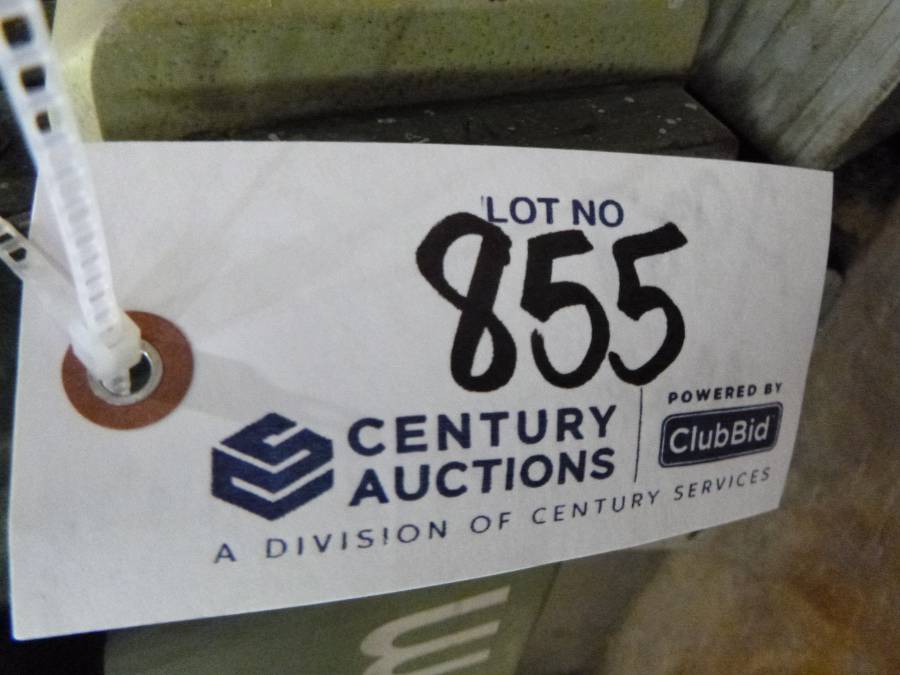 LOT NO
855
CENTURY
AUCTIONS
POWERED BY
ClubBid
A DIVISION OF CENTURY SERVICES